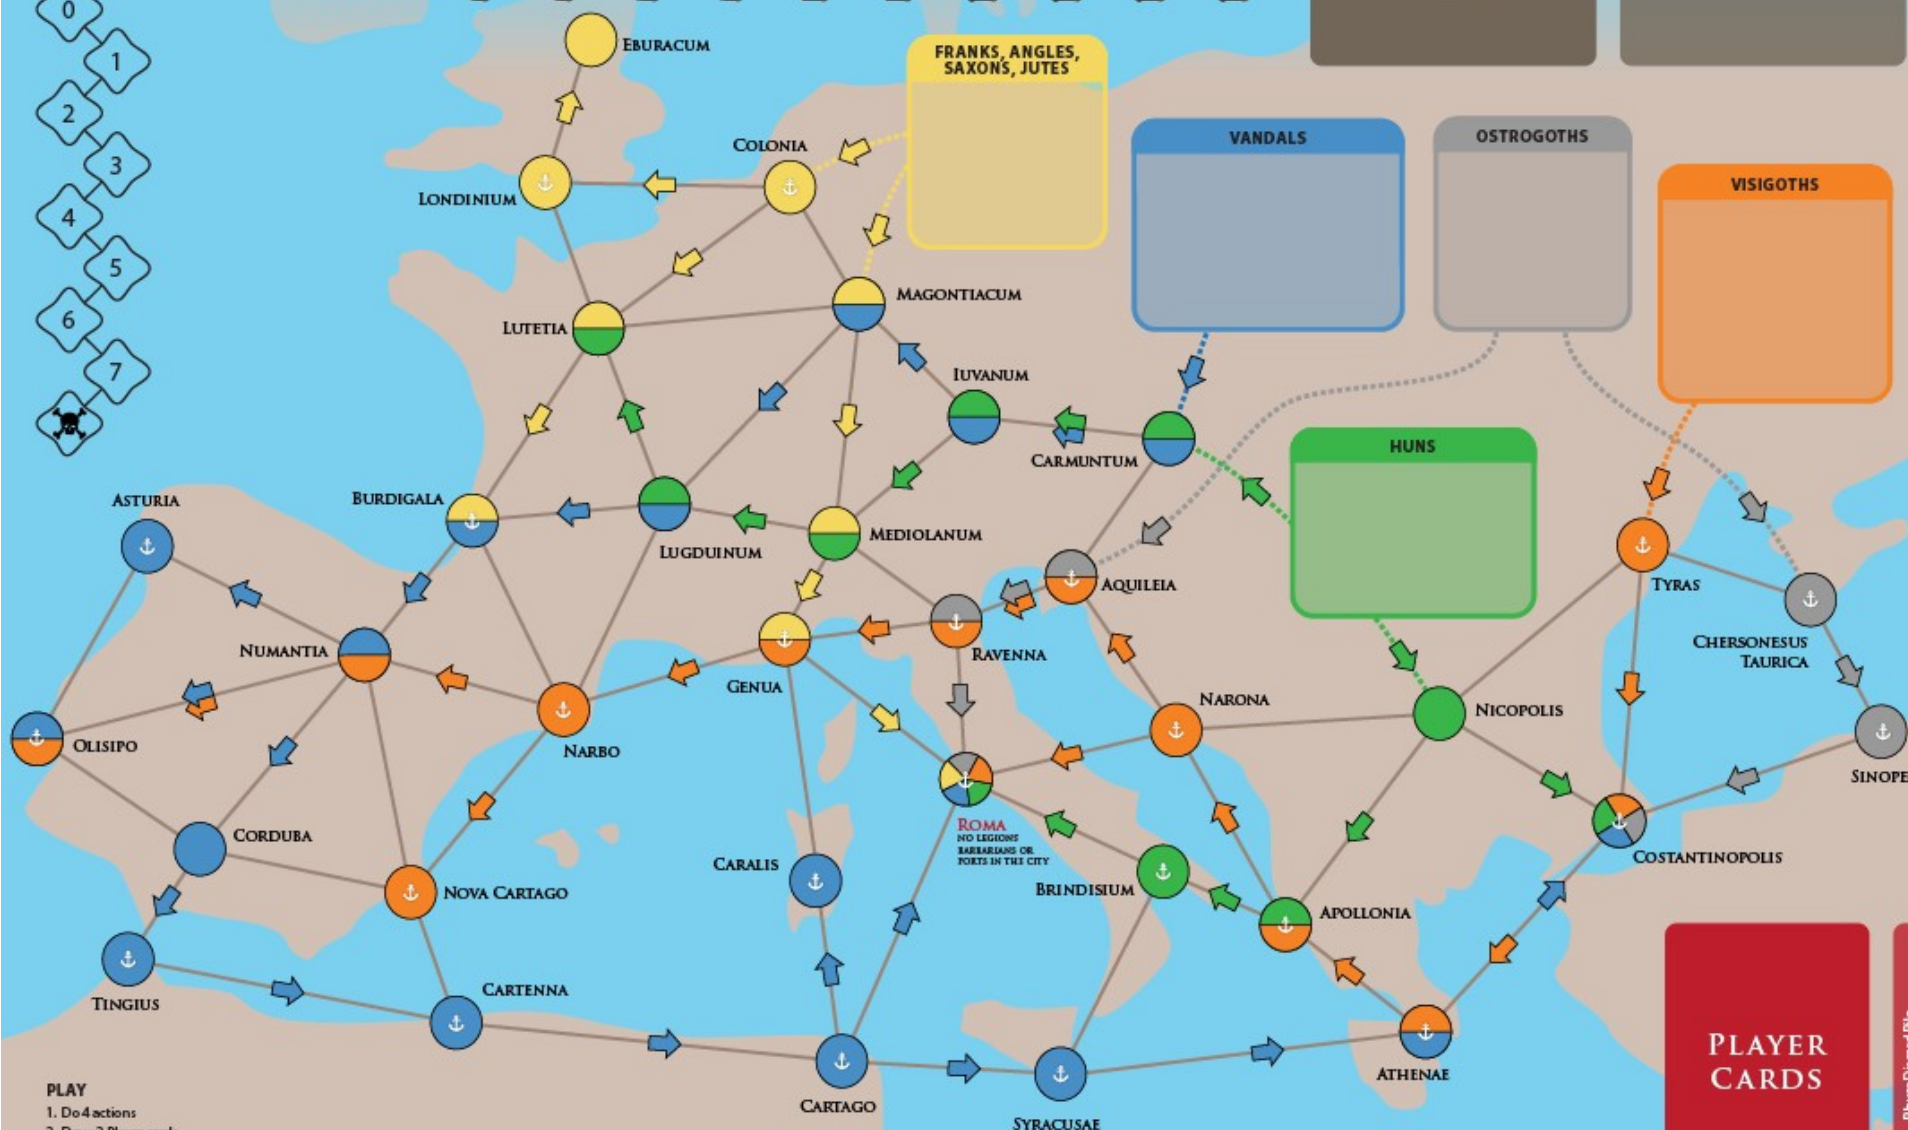 0
1
2
3
4
5
6
7
EBURACUM
FRANKS, ANGLES,
SAXONS, JUTES
VANDALS
OSTROGOTHS
VISIGOTHS
COLONIA
LONDINIUM
MAGONTIACUM
LUTETIA
IUVANUM
HUNS
CARMUNTUM
ASTURIA
BURDIGALA
MEDIOLANUM
LUGDUINUM
AQUILEIA
TYRAS
CHERSONESUS
TAURICA
NUMANTIA
RAVENNA
GENUA
NARONA
NICOPOLIS
OLISIPO
NARBO
SINOPE
ROMA
NO LEGIONS
BARBARIANS OR
FORTS IN THE CITY
CORDUBA
CARALIS
COSTANTINOPOLIS
NOVA CARTAGO
BRINDISIUM
APOLLONIA
TINGIUS
CARTENNA
ATHENAE
CARTAGO
SYRACUSAE
PLAYER
CARDS
PLAY
1. Do 4 actions